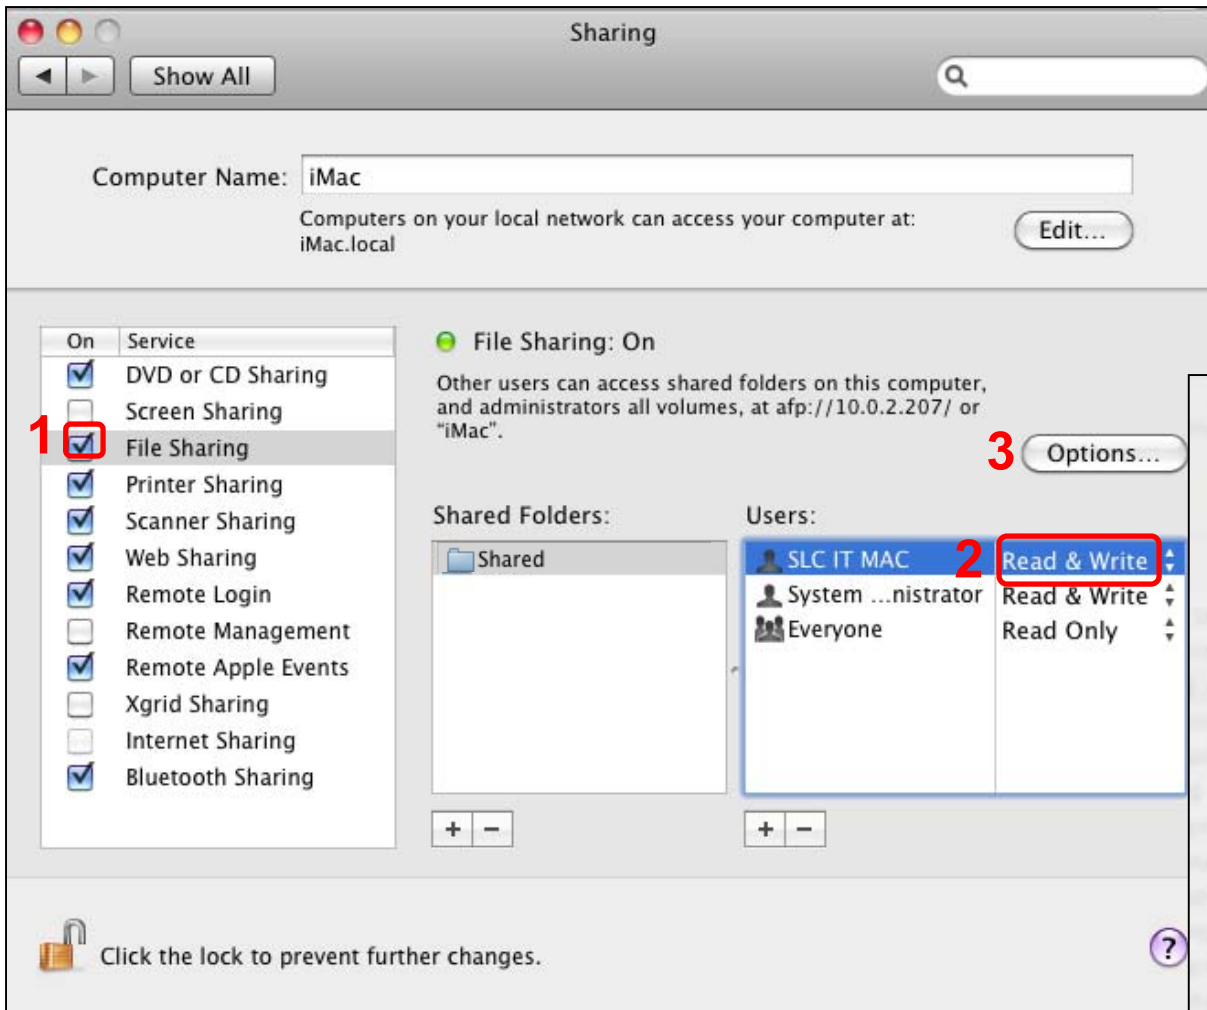 Sharing
Show All
Computer Name: iMac
Computers on your local network can access your computer at:
iMac.local
Edit...
On Service
DVD or CD Sharing
Screen Sharing
1 File Sharing
Printer Sharing
Scanner Sharing
Web Sharing
Remote Login
Remote Management
Remote Apple Events
Xgrid Sharing
Internet Sharing
Bluetooth Sharing
File Sharing: On
Other users can access shared folders on this computer,
and administrators all volumes, at afp://10.0.2.207/ or
“iMac”.
3 Options...
Shared Folders:
Shared
+ −
Users:
SLC IT MAC 2 Read & Write
System ...nistrator Read & Write
Everyone Read Only
+ −
Click the lock to prevent further changes.
?